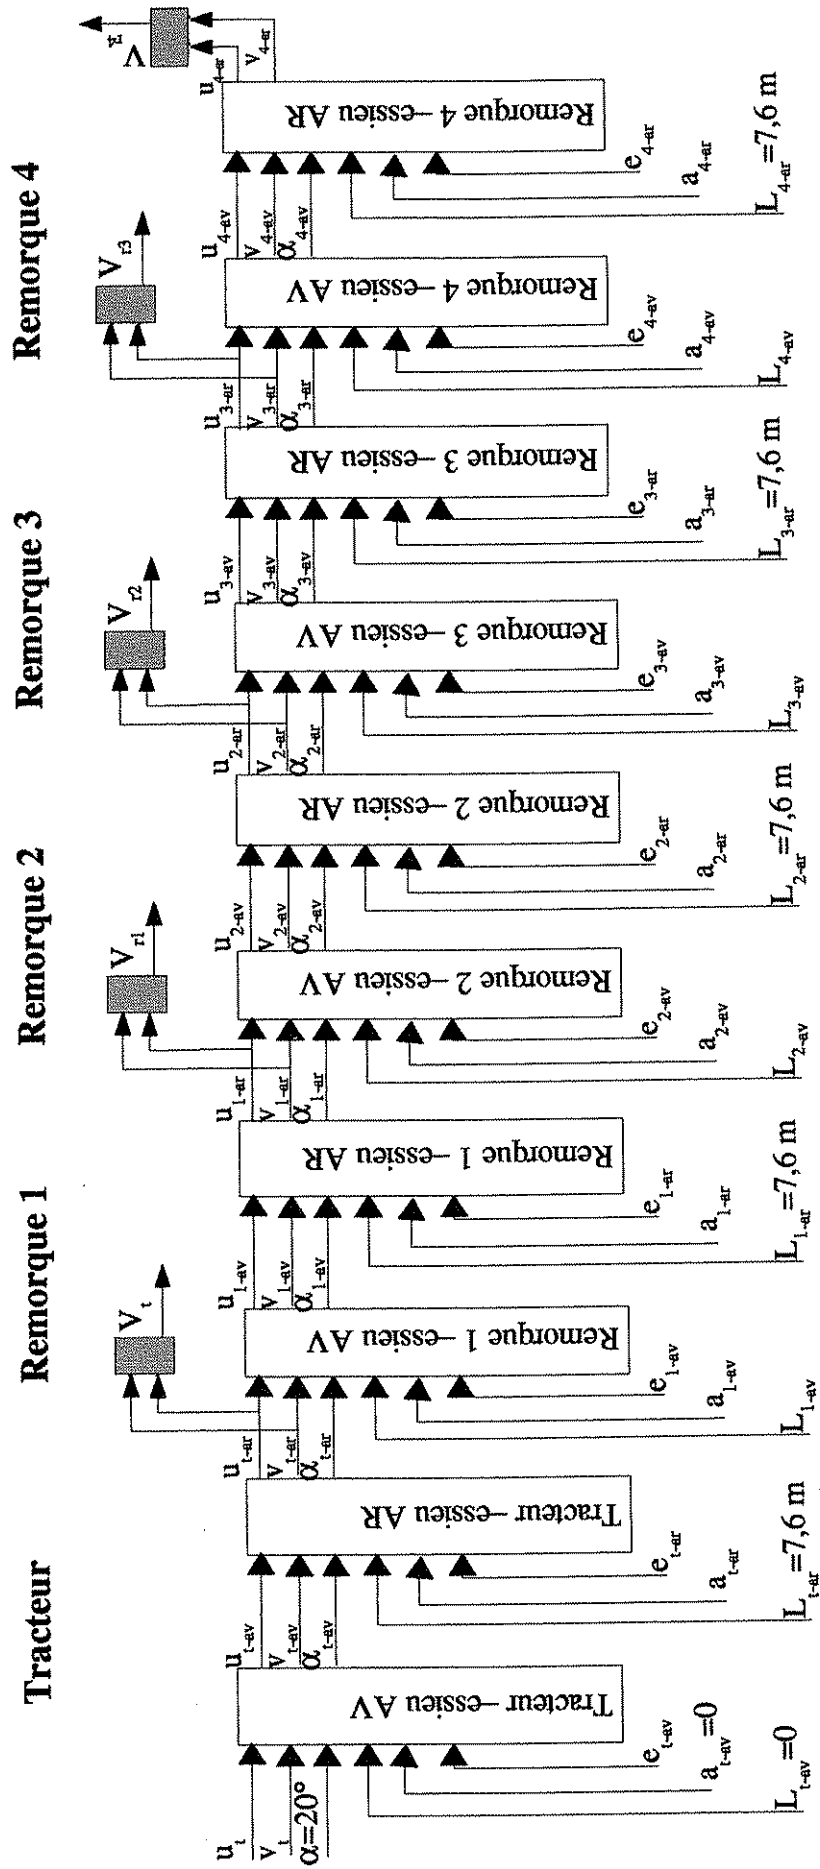 Tracteur
Remorque 1
Remorque 2
Remorque 3
Remorque 4
V_t
V_r1
V_r2
V_r3
V_r4
u_t
v_t
α=20°
Tracteur–essieu AV
e_t-av
a_t-av=0
L_t-av=0
u_t-av
v_t-av
α_t-av
Tracteur–essieu AR
e_t-ar
a_t-ar
L_t-ar=7,6 m
u_t-ar
v_t-ar
α_t-ar
Remorque 1 –essieu AV
e_1-av
a_1-av
L_1-av
u_1-av
v_1-av
α_1-av
Remorque 1 –essieu AR
e_1-ar
a_1-ar
L_1-ar=7,6 m
u_1-ar
v_1-ar
α_1-ar
Remorque 2 –essieu AV
e_2-av
a_2-av
L_2-av
u_2-av
v_2-av
α_2-av
Remorque 2 –essieu AR
e_2-ar
a_2-ar
L_2-ar=7,6 m
u_2-ar
v_2-ar
α_2-ar
Remorque 3 –essieu AV
e_3-av
a_3-av
L_3-av
u_3-av
v_3-av
α_3-av
Remorque 3 –essieu AR
e_3-ar
a_3-ar
L_3-ar=7,6 m
u_3-ar
v_3-ar
α_3-ar
Remorque 4 –essieu AV
e_4-av
a_4-av
L_4-av
u_4-av
v_4-av
α_4-av
Remorque 4 –essieu AR
e_4-ar
a_4-ar
L_4-ar=7,6 m
u_4-ar
v_4-ar